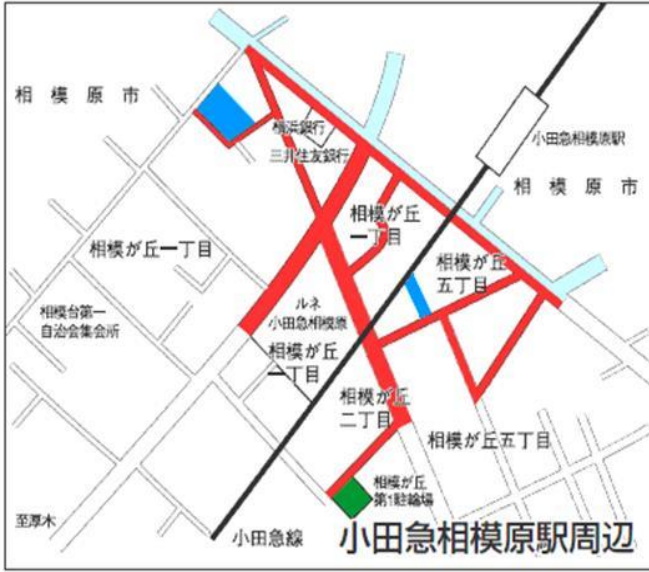 相模原市
横浜銀行
三井住友銀行
小田急相模原駅
相模原市
相模が丘
一丁目
相模が丘一丁目
相模が丘
五丁目
相模台第一
自治会集会所
ルネ
小田急相模原
相模が丘
一丁目
相模が丘
二丁目
相模が丘五丁目
相模が丘
第1駐輪場
至厚木
小田急線
小田急相模原駅周辺